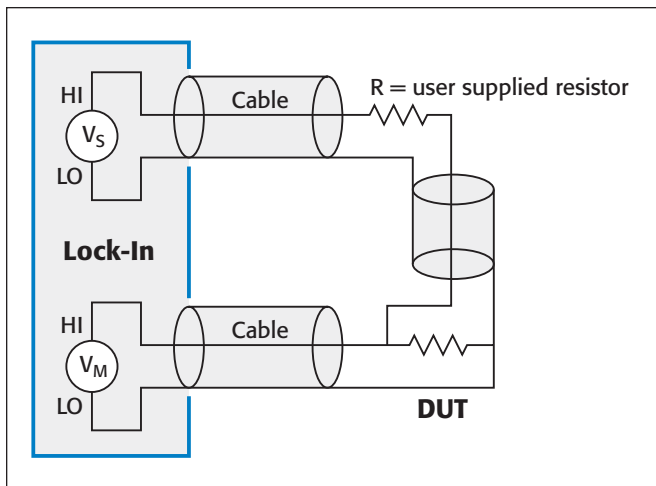 HI
Cable
R = user supplied resistor
VS
LO
Lock-In
HI
Cable
VM
LO
DUT